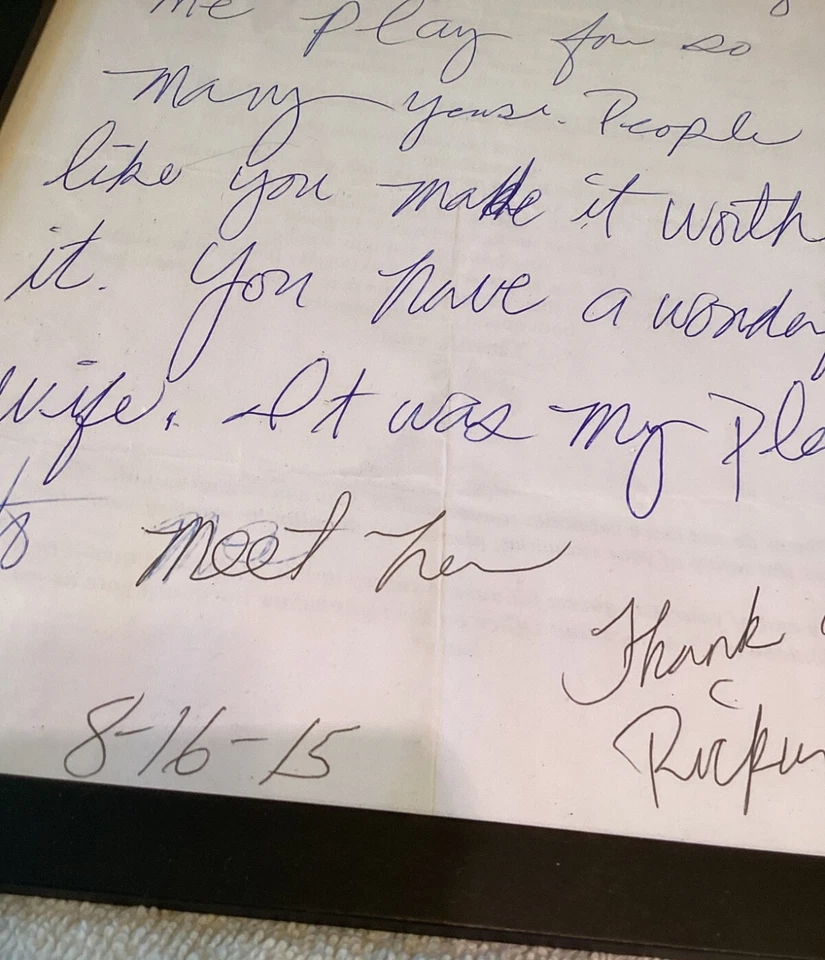 me play for so
many years. People
like you make it worth
it. You have a wonder
wife. It was my Ple
to meet her
Thank
8-16-15